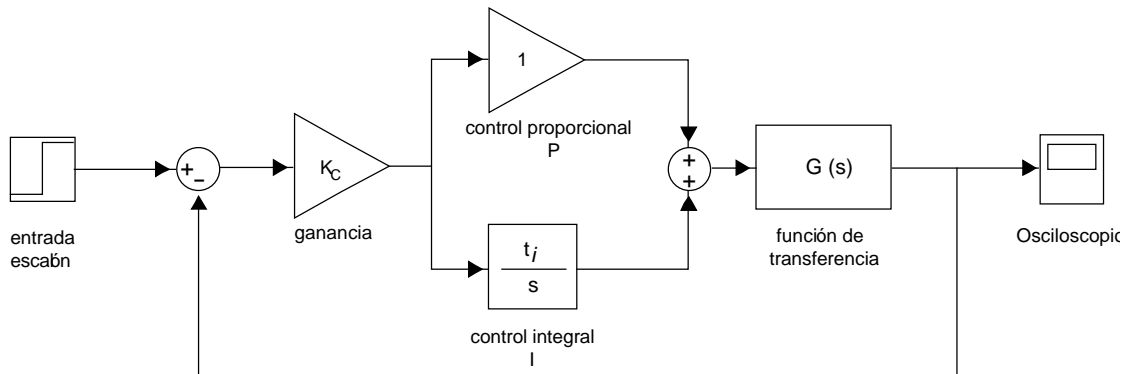 1
control proporcional
P
+
−
K_C
ganancia
+
+
G (s)
entrada
escabn
t_i
s
control integral
I
función de
transferencia
Osciloscopio